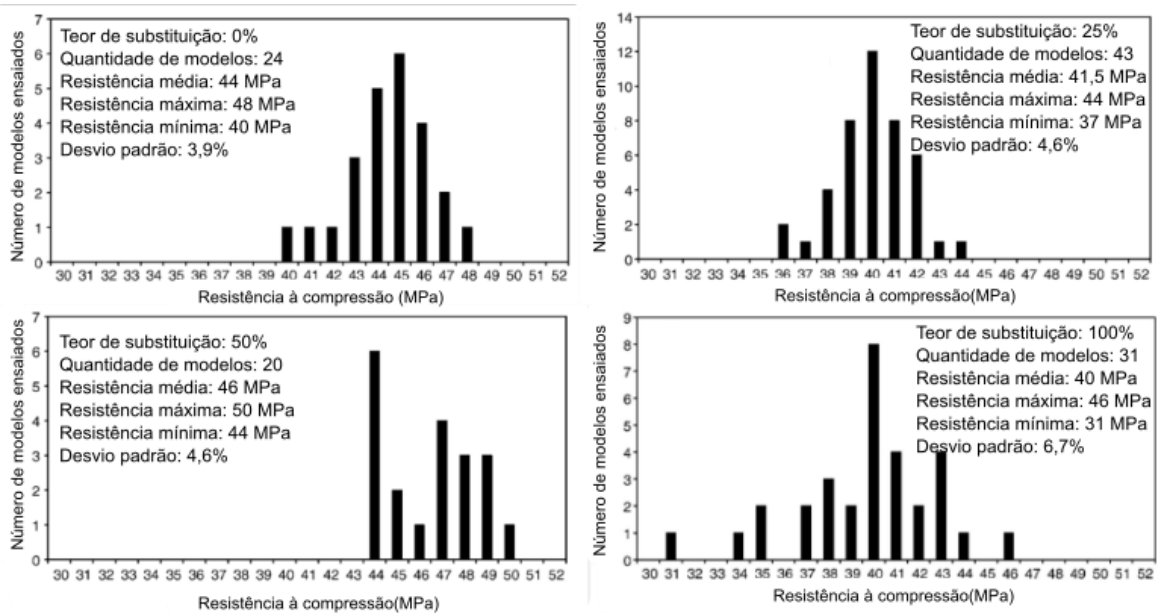 Número de modelos ensaiados
7
6
5
4
3
2
1
0
Teor de substituição: 0%
Quantidade de modelos: 24
Resistência média: 44 MPa
Resistência máxima: 48 MPa
Resistência mínima: 40 MPa
Desvio padrão: 3,9%
30 31 32 33 34 35 36 37 38 39 40 41 42 43 44 45 46 47 48 49 50 51 52
Resistência à compressão (MPa)
Número de modelos ensaiados
14
12
10
8
6
4
2
0
Teor de substituição: 25%
Quantidade de modelos: 43
Resistência média: 41,5 MPa
Resistência máxima: 44 MPa
Resistência mínima: 37 MPa
Desvio padrão: 4,6%
30 31 32 33 34 35 36 37 38 39 40 41 42 43 44 45 46 47 48 49 50 51 52
Resistência à compressão(MPa)
Número de modelos ensaiados
7
6
5
4
3
2
1
0
Teor de substituição: 50%
Quantidade de modelos: 20
Resistência média: 46 MPa
Resistência máxima: 50 MPa
Resistência mínima: 44 MPa
Desvio padrão: 4,6%
30 31 32 33 34 35 36 37 38 39 40 41 42 43 44 45 46 47 48 49 50 51 52
Resistência à compressão(MPa)
Número de modelos ensaiados
9
8
7
6
5
4
3
2
1
0
Teor de substituição: 100%
Quantidade de modelos: 31
Resistência média: 40 MPa
Resistência máxima: 46 MPa
Resistência mínima: 31 MPa
Desvio padrão: 6,7%
30 31 32 33 34 35 36 37 38 39 40 41 42 43 44 45 46 47 48 49 50 51 52
Resistência à compressão(MPa)